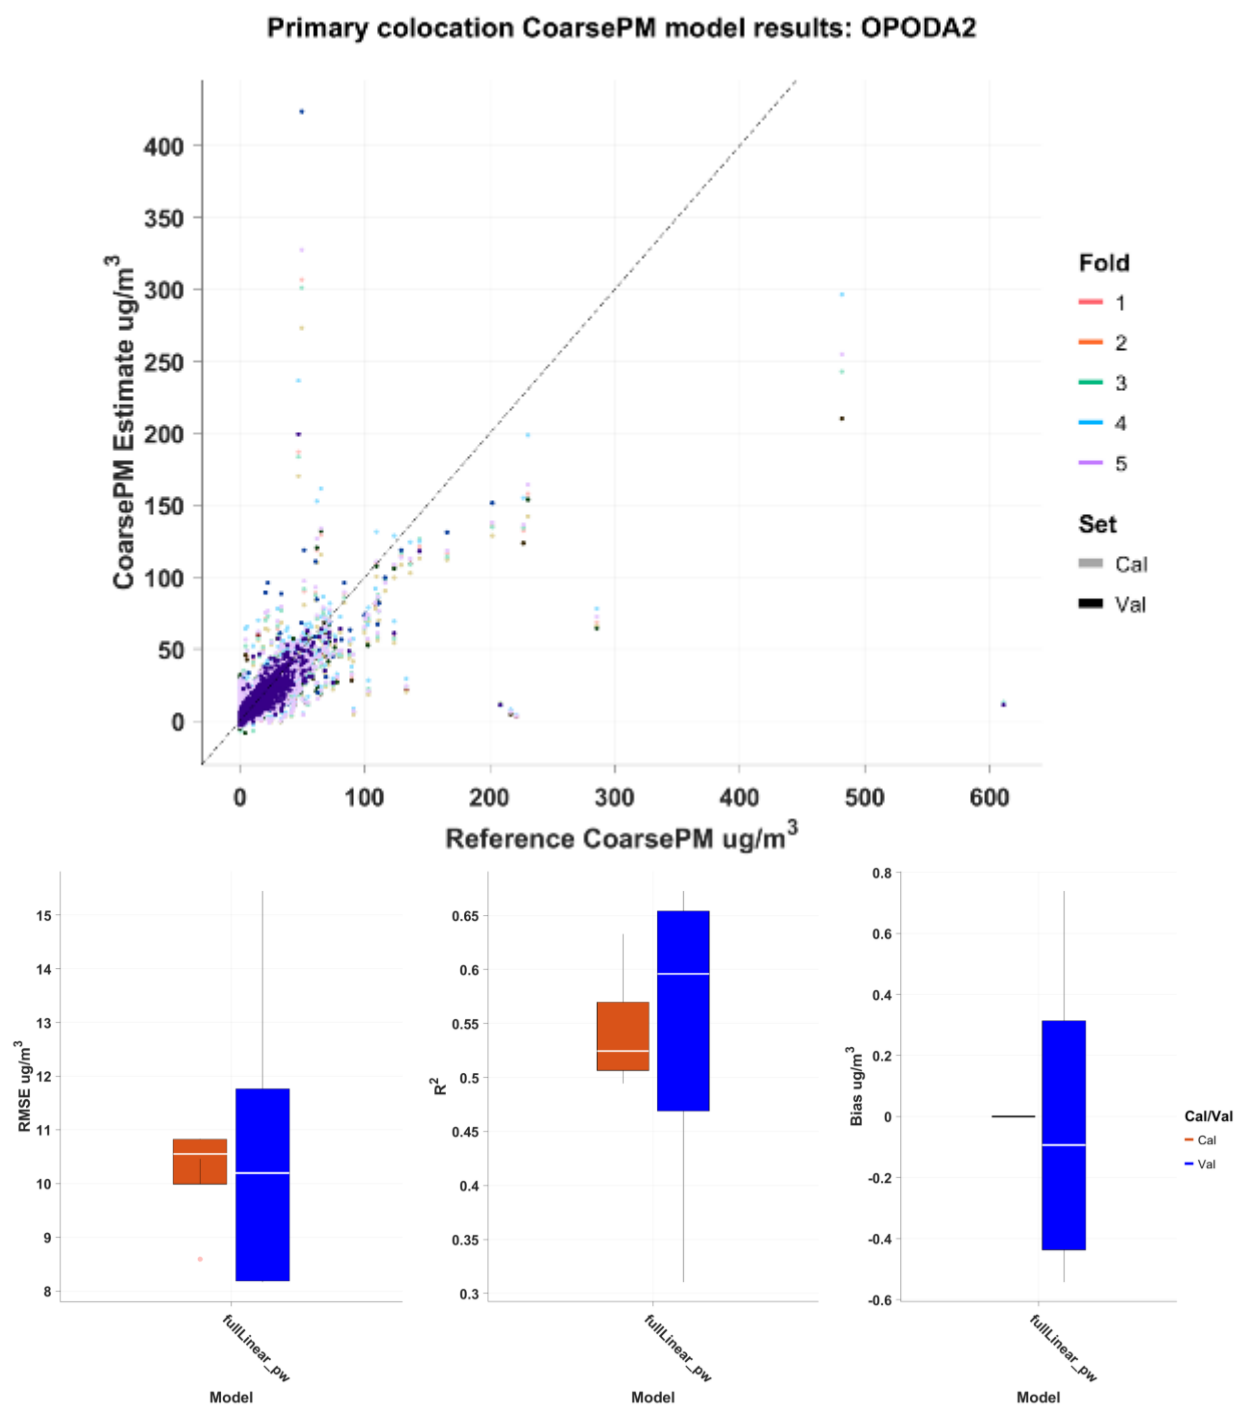 Primary colocation CoarsePM model results: OPODA2
400
350
300
250
200
150
100
50
0
CoarsePM Estimate ug/m³
0 100 200 300 400 500 600
Reference CoarsePM ug/m³
Fold
1
2
3
4
5
Set
Cal
Val
15
14
13
12
11
10
9
8
RMSE ug/m³
fullLinear_pw
Model
0.65
0.6
0.55
0.5
0.45
0.4
0.35
0.3
R²
fullLinear_pw
Model
0.8
0.6
0.4
0.2
0
-0.2
-0.4
-0.6
Bias ug/m³
fullLinear_pw
Model
Cal/Val
Cal
Val